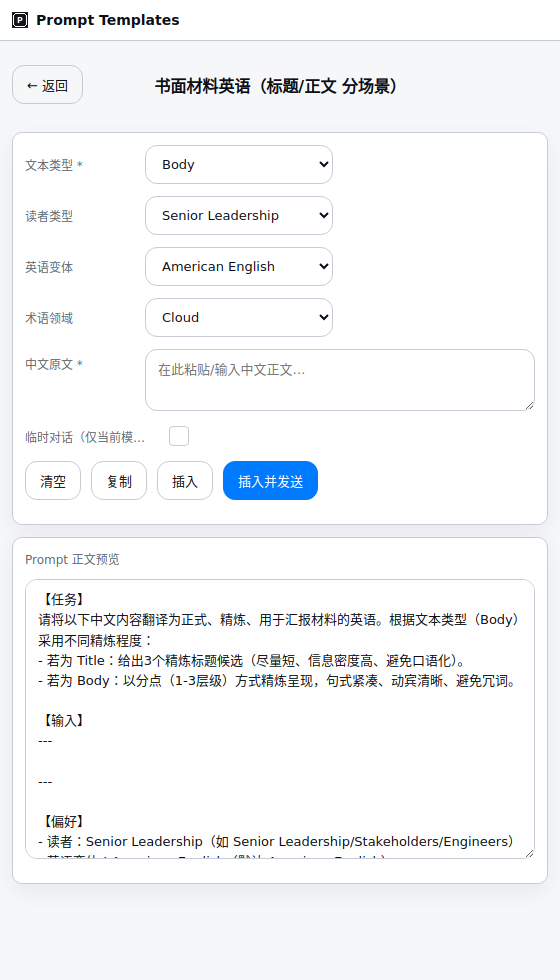 P Prompt Templates
← 返回
书面材料英语（标题/正文 分场景）
文本类型 *
Body
读者类型
Senior Leadership
英语变体
American English
术语领域
Cloud
中文原文 *
在此粘贴/输入中文正文…
临时对话（仅当前模…
清空 复制 插入 插入并发送
Prompt 正文预览
【任务】
请将以下中文内容翻译为正式、精炼、用于汇报材料的英语。根据文本类型（Body）
采用不同精炼程度：
- 若为 Title：给出3个精炼标题候选（尽量短、信息密度高、避免口语化）。
- 若为 Body：以分点（1-3层级）方式精炼呈现，句式紧凑、动宾清晰、避免冗词。
【输入】
---
---
【偏好】
- 读者：Senior Leadership（如 Senior Leadership/Stakeholders/Engineers）